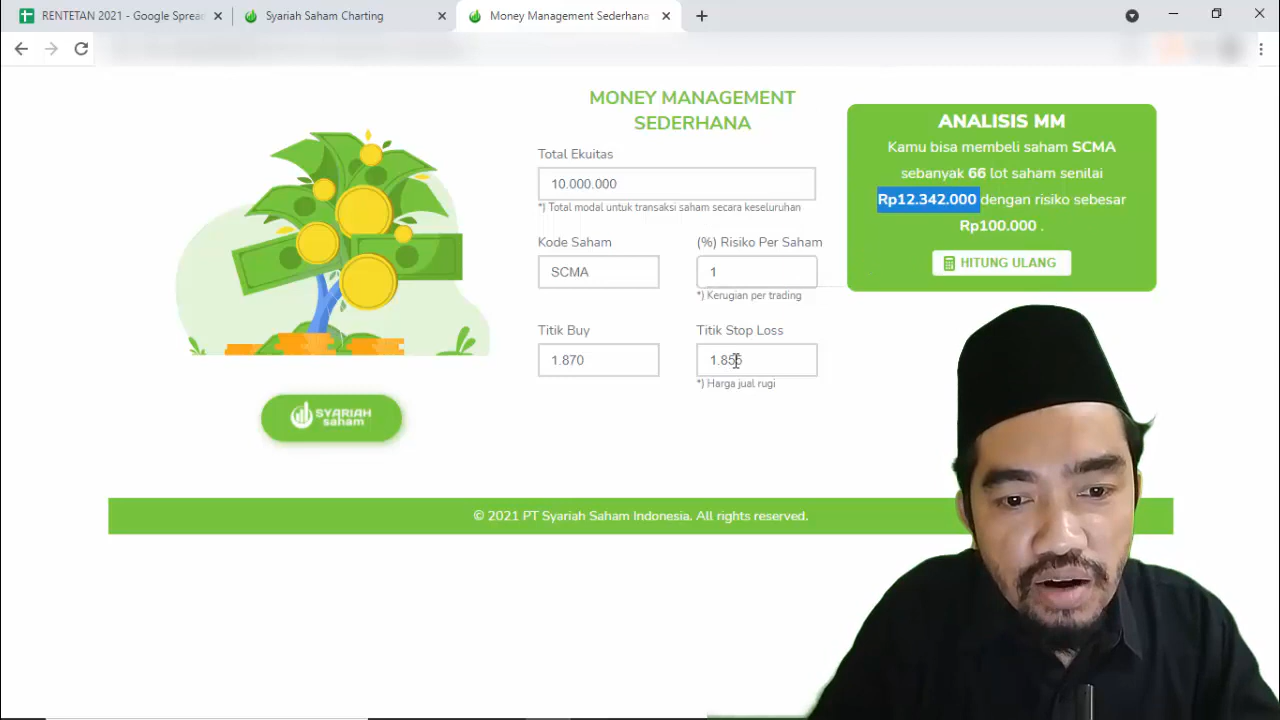 RENTETAN 2021 - Google Spread
Syariah Saham Charting
Money Management Sederhana
MONEY MANAGEMENT
SEDERHANA
Total Ekuitas
10.000.000
*) Total modal untuk transaksi saham secara keseluruhan
Kode Saham
(%) Risiko Per Saham
SCMA
1
*) Kerugian per trading
Titik Buy
Titik Stop Loss
1.870
1.855
*) Harga jual rugi
ANALISIS MM
Kamu bisa membeli saham SCMA
sebanyak 66 lot saham senilai
Rp12.342.000 dengan risiko sebesar
Rp100.000 .
HITUNG ULANG
SYARIAH
saham
© 2021 PT Syariah Saham Indonesia. All rights reserved.